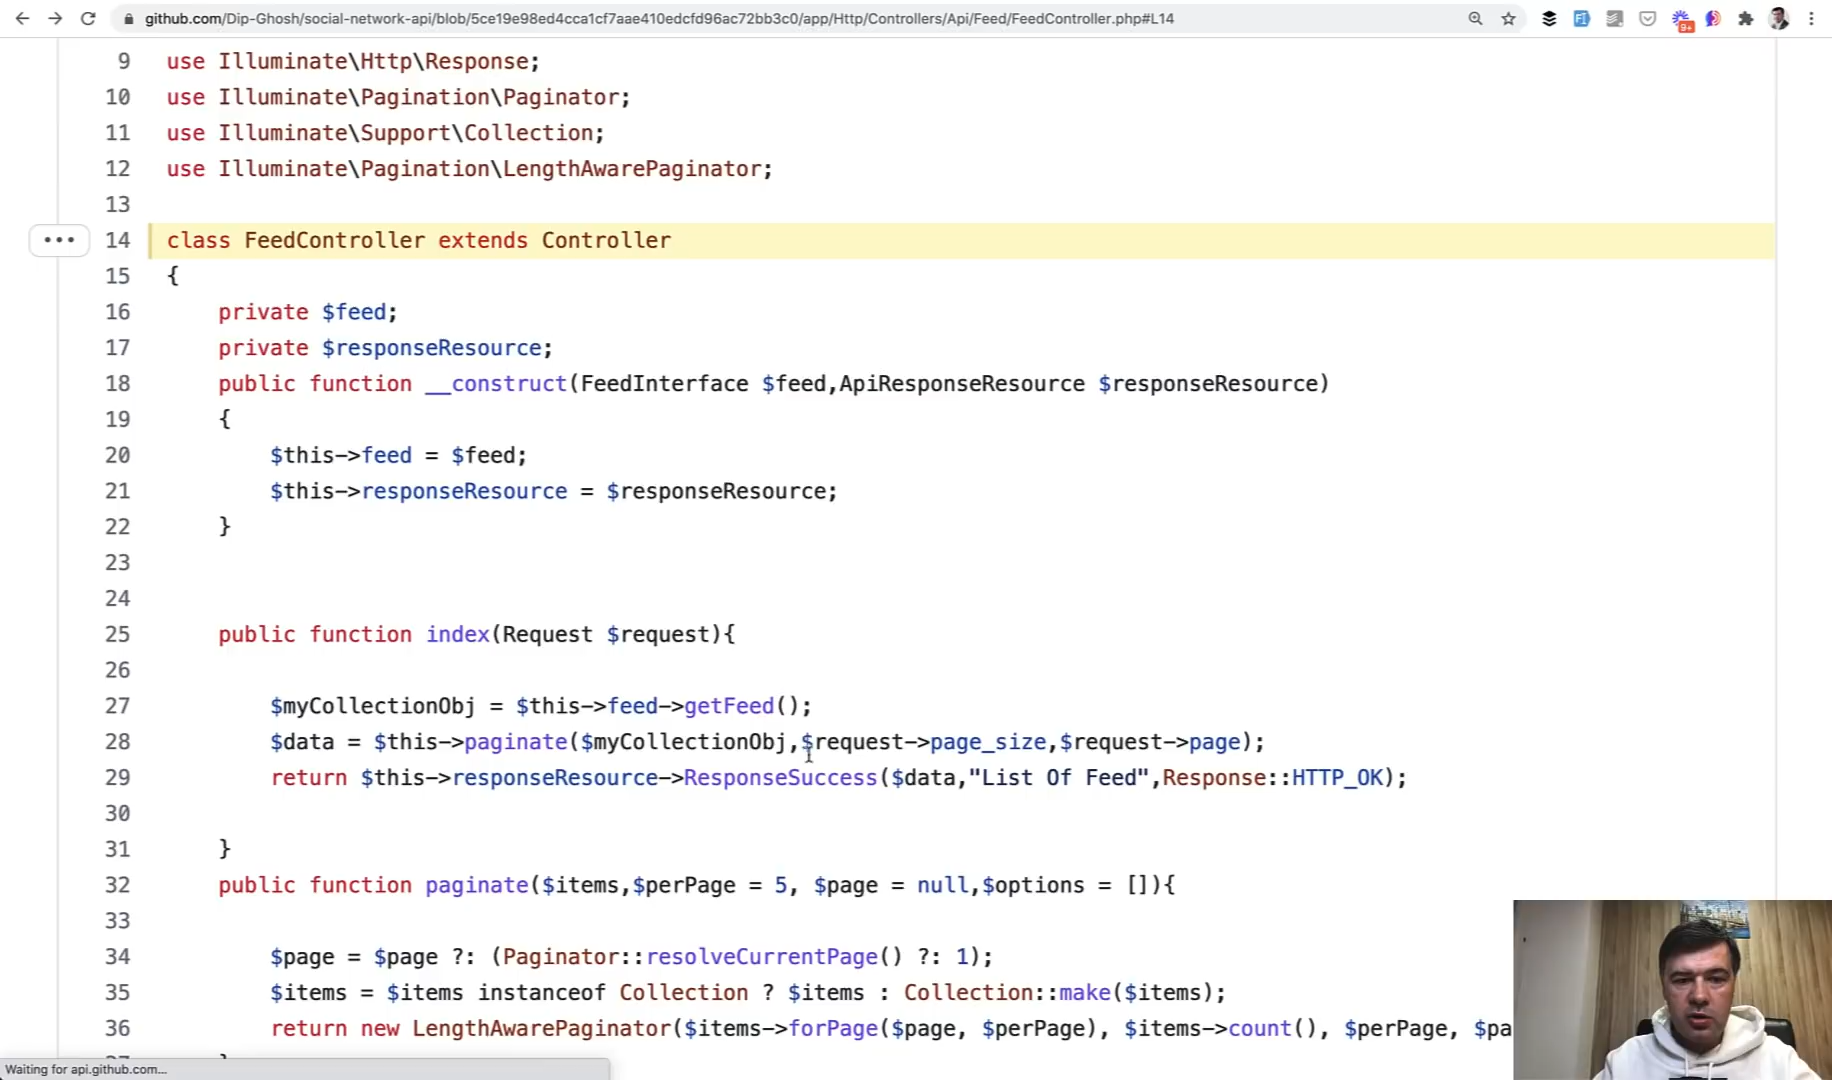 github.com/Dip-Ghosh/social-network-api/blob/5ce19e98ed4cca1cf7aae410edcfd96ac72bb3c0/app/Http/Controllers/Api/Feed/FeedController.php#L14
9+
9 use Illuminate\Http\Response;
10 use Illuminate\Pagination\Paginator;
11 use Illuminate\Support\Collection;
12 use Illuminate\Pagination\LengthAwarePaginator;
13
14 class FeedController extends Controller
15 {
16 private $feed;
17 private $responseResource;
18 public function __construct(FeedInterface $feed,ApiResponseResource $responseResource)
19 {
20 $this->feed = $feed;
21 $this->responseResource = $responseResource;
22 }
23
24
25 public function index(Request $request){
26
27 $myCollectionObj = $this->feed->getFeed();
28 $data = $this->paginate($myCollectionObj,$request->page_size,$request->page);
29 return $this->responseResource->ResponseSuccess($data,"List Of Feed",Response::HTTP_OK);
30
31 }
32 public function paginate($items,$perPage = 5, $page = null,$options = []){
33
34 $page = $page ?: (Paginator::resolveCurrentPage() ?: 1);
35 $items = $items instanceof Collection ? $items : Collection::make($items);
36 return new LengthAwarePaginator($items->forPage($page, $perPage), $items->count(), $perPage, $pa
Waiting for api.github.com...